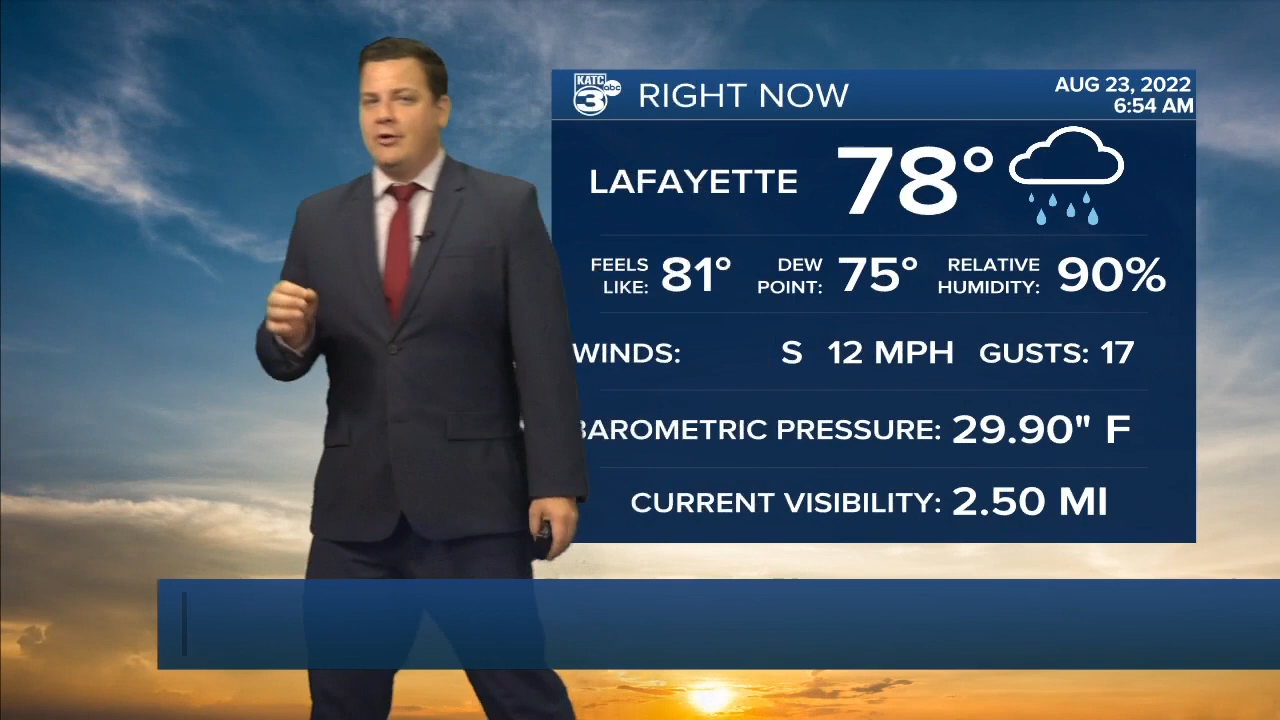 KATC
3
abc
RIGHT NOW
AUG 23, 2022
6:54 AM
LAFAYETTE 78°
FEELS LIKE: 81° DEW POINT: 75° RELATIVE HUMIDITY: 90%
WINDS: S 12 MPH GUSTS: 17
BAROMETRIC PRESSURE: 29.90" F
CURRENT VISIBILITY: 2.50 MI